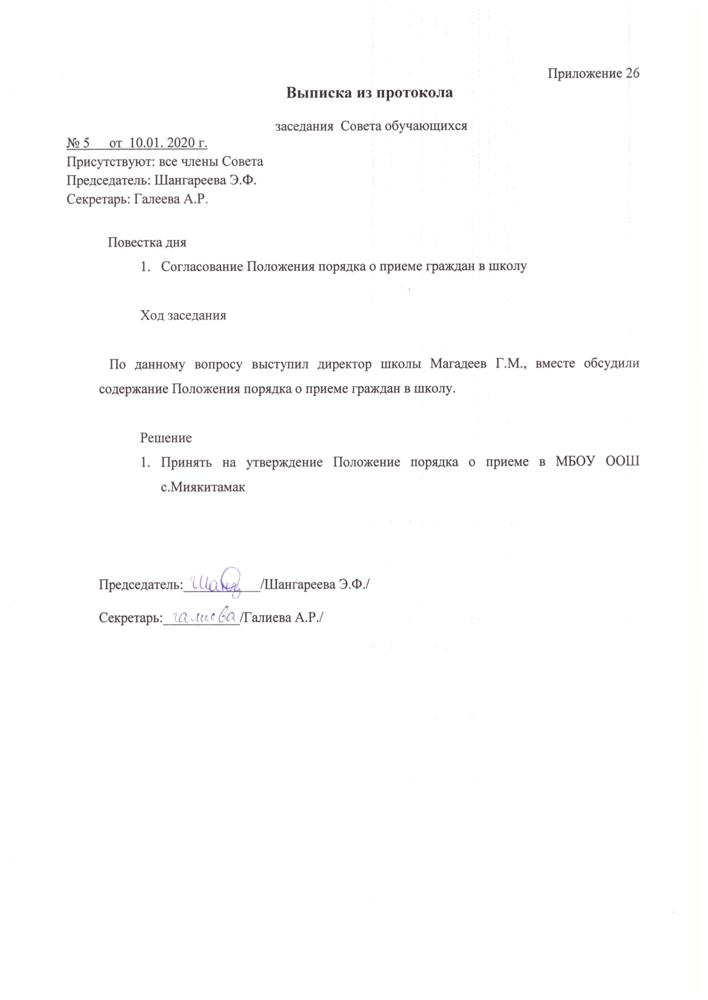 Приложение 26
Выписка из протокола
заседания Совета обучающихся
№ 5 от 10.01. 2020 г.
Присутствуют: все члены Совета
Председатель: Шангареева Э.Ф.
Секретарь: Галеева А.Р.
Повестка дня
1. Согласование Положения порядка о приеме граждан в школу
Ход заседания
По данному вопросу выступил директор школы Магадеев Г.М., вместе обсудили
содержание Положения порядка о приеме граждан в школу.
Решение
1. Принять на утверждение Положение порядка о приеме в МБОУ ООШ
с.Миякитамак
Председатель:___________/Шангареева Э.Ф./
Секретарь: галиева /Галиева А.Р./